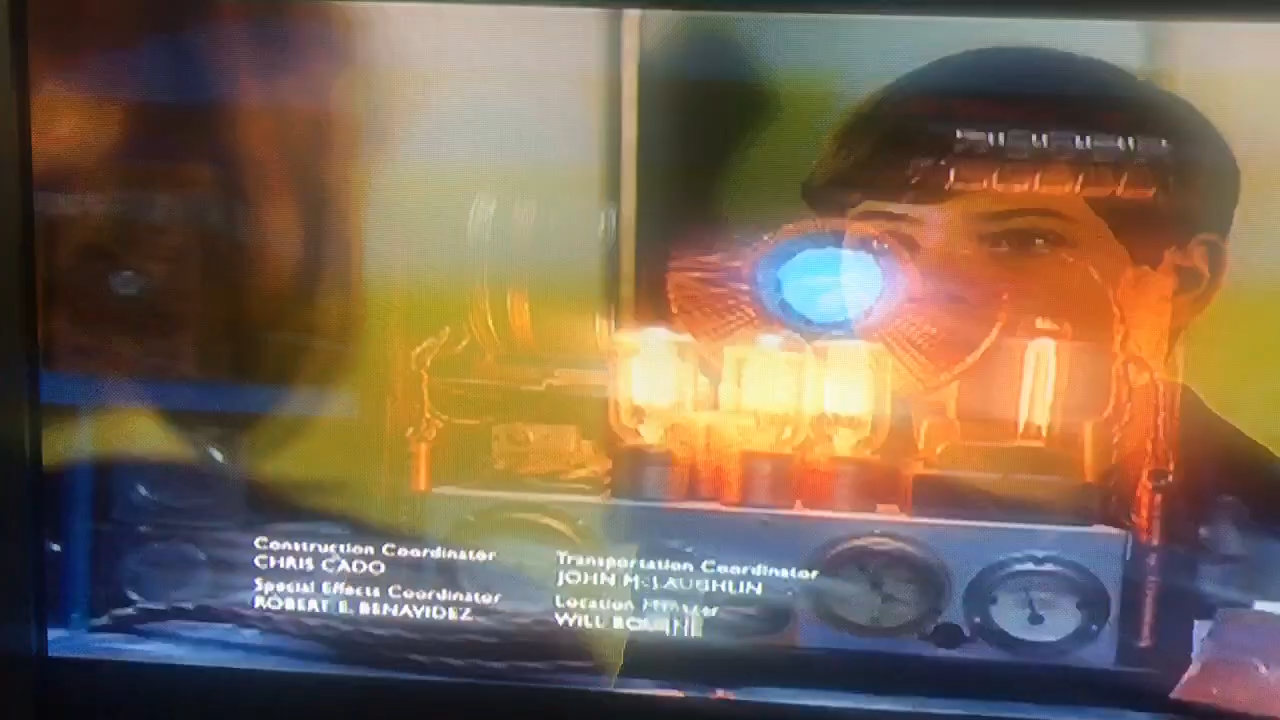 Construction Coordinator
CHRIS CADO
Special Effects Coordinator
ROBERT E. BENAVIDEZ
Transportation Coordinator
JOHN McLAUGHLIN
Location Manager
WILL